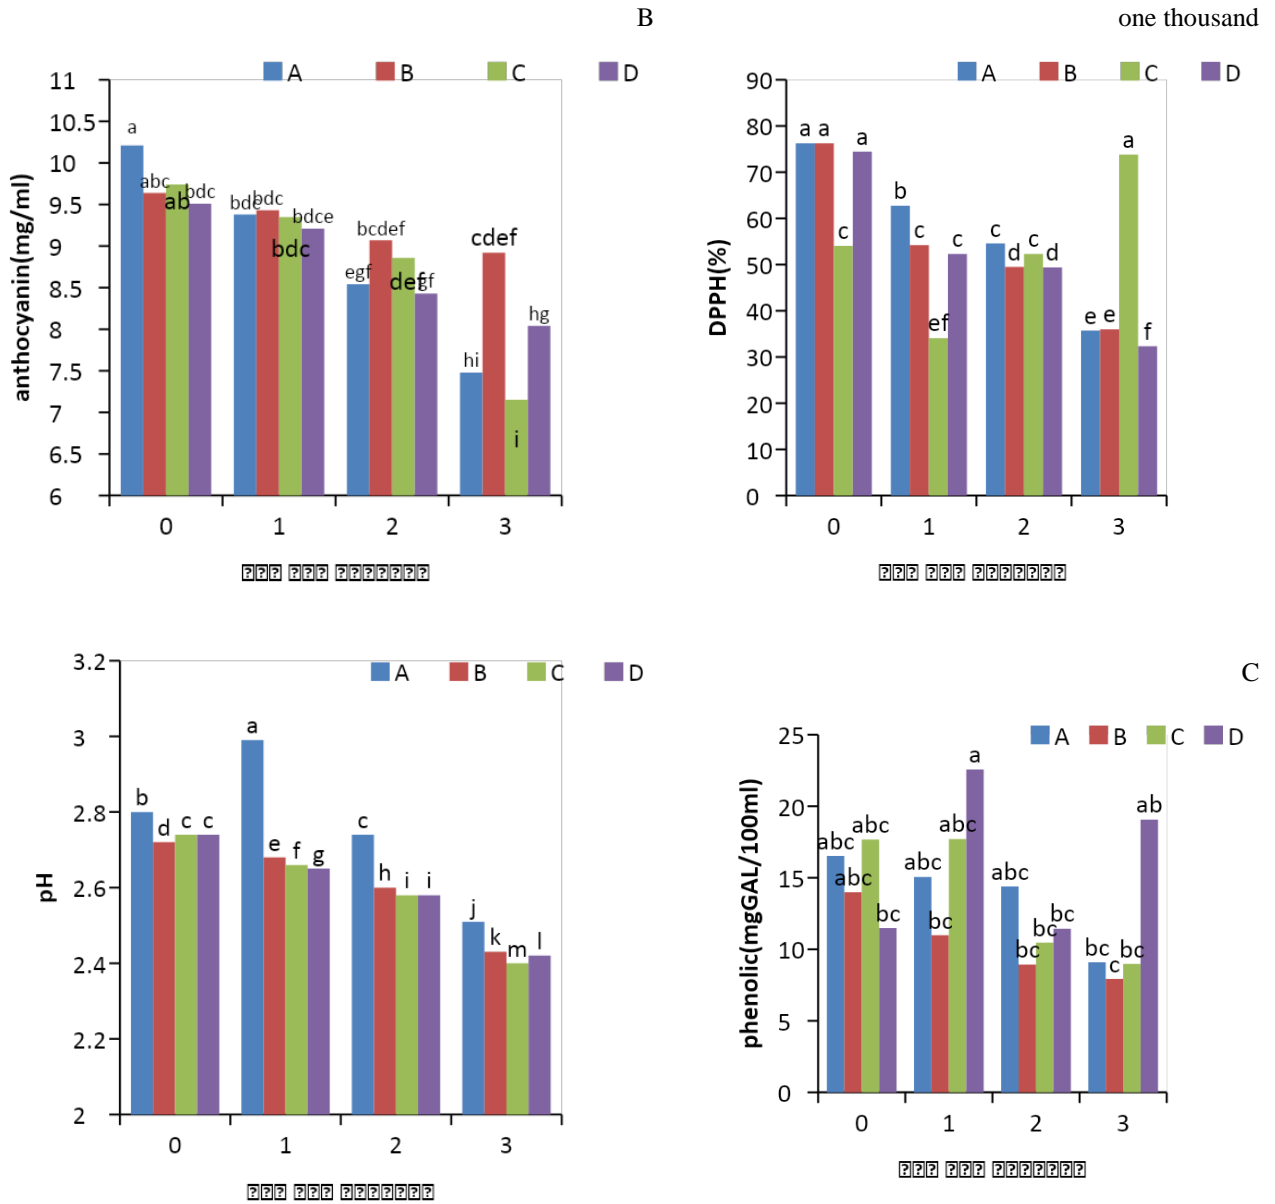 B
one thousand
A B C D
anthocyanin(mg/ml)
11
10.5
10
9.5
9
8.5
8
7.5
7
6.5
6
a abc ab bdc
bdc bdc bdc bdce
egf bcdef def gf
hi cdef i hg
0 1 2 3
A B C D
DPPH(%)
90
80
70
60
50
40
30
20
10
0
a a c a
b c ef c
c d c d
e e a f
0 1 2 3
A B C D
pH
3.2
3
2.8
2.6
2.4
2.2
2
b d c c
a e f g
c h i i
j k m l
0 1 2 3
C
A B C D
phenolic(mgGAL/100ml)
25
20
15
10
5
0
abc abc abc bc
abc bc abc a
abc bc bc bc
bc c bc ab
0 1 2 3